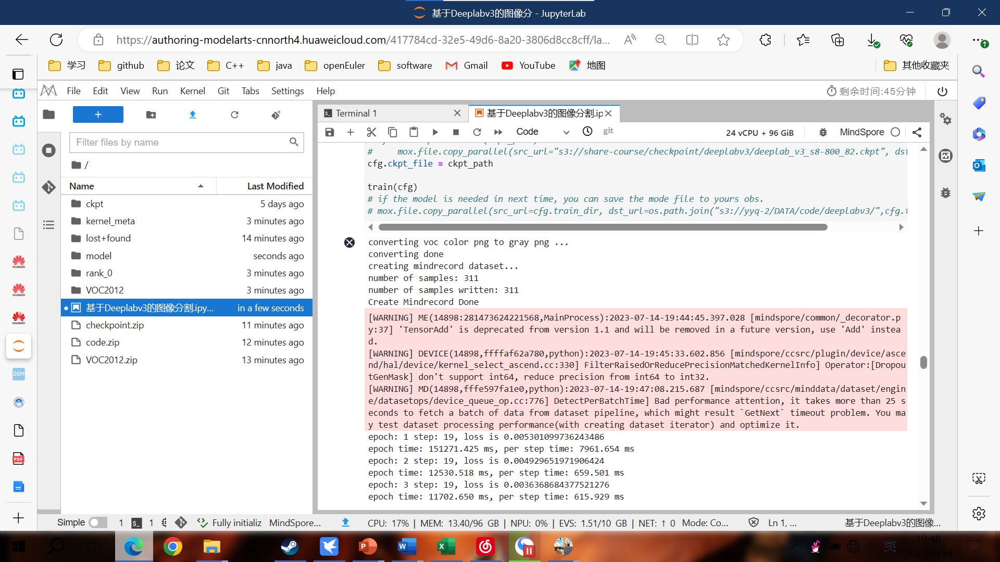 基于Deeplabv3的图像分 - JupyterLab
https://authoring-modelarts-cnnorth4.huaweicloud.com/417784cd-32e5-49d6-8a20-3806d8cc8cff/la...
学习 github 论文 C++ java openEuler software Gmail YouTube 地图 其他收藏夹
File Edit View Run Kernel Git Tabs Settings Help 剩余时间:45分钟
Terminal 1 基于Deeplabv3的图像分割.ip
Code git 24 vCPU + 96 GiB MindSpore
Filter files by name
/
Name Last Modified
ckpt 5 days ago
kernel_meta 3 minutes ago
lost+found 14 minutes ago
model seconds ago
rank_0 3 minutes ago
VOC2012 3 minutes ago
基于Deeplabv3的图像分割.ipy... in a few seconds
checkpoint.zip 11 minutes ago
code.zip 12 minutes ago
VOC2012.zip 13 minutes ago
# mox.file.copy_parallel(src_url="s3://share-course/checkpoint/deeplabv3/deeplab_v3_s8-800_82.ckpt", dst
cfg.ckpt_file = ckpt_path
train(cfg)
# if the model is needed in next time, you can save the mode file to yours obs.
# mox.file.copy_parallel(src_url=cfg.train_dir, dst_url=os.path.join("s3://yyq-2/DATA/code/deeplabv3/",cfg.t
converting voc color png to gray png ...
converting done
creating mindrecord dataset...
number of samples: 311
number of samples written: 311
Create Mindrecord Done
[WARNING] ME(14898:281473624221568,MainProcess):2023-07-14-19:44:45.397.028 [mindspore/common/_decorator.p
y:37] 'TensorAdd' is deprecated from version 1.1 and will be removed in a future version, use 'Add' instea
d.
[WARNING] DEVICE(14898,ffffaf62a780,python):2023-07-14-19:45:33.602.856 [mindspore/ccsrc/plugin/device/asce
nd/hal/device/kernel_select_ascend.cc:330] FilterRaisedOrReducePrecisionMatchedKernelInfo] Operator:[Dropou
tGenMask] don't support int64, reduce precision from int64 to int32.
[WARNING] MD(14898,fffe597fa1e0,python):2023-07-14-19:47:08.215.687 [mindspore/ccsrc/minddata/dataset/engin
e/datasetops/device_queue_op.cc:776] DetectPerBatchTime] Bad performance attention, it takes more than 25 s
econds to fetch a batch of data from dataset pipeline, which might result `GetNext` timeout problem. You ma
y test dataset processing performance(with creating dataset iterator) and optimize it.
epoch: 1 step: 19, loss is 0.005301099736243486
epoch time: 151271.425 ms, per step time: 7961.654 ms
epoch: 2 step: 19, loss is 0.004929651971906424
epoch time: 12530.518 ms, per step time: 659.501 ms
epoch: 3 step: 19, loss is 0.0036368684377521276
epoch time: 11702.650 ms, per step time: 615.929 ms
HUAWEI
HUAWEI
HUAWEI
DSM
PDF
Simple 1 1 Fully initializ MindSpore... CPU: 17% | MEM: 13.40/96 GB | NPU: 0% | EVS: 1.51/10 GB | NET: ↑ 0 Mode: Co... Ln 1, ... 基于Deeplabv3的图像...
英 19:48
2023/7/14